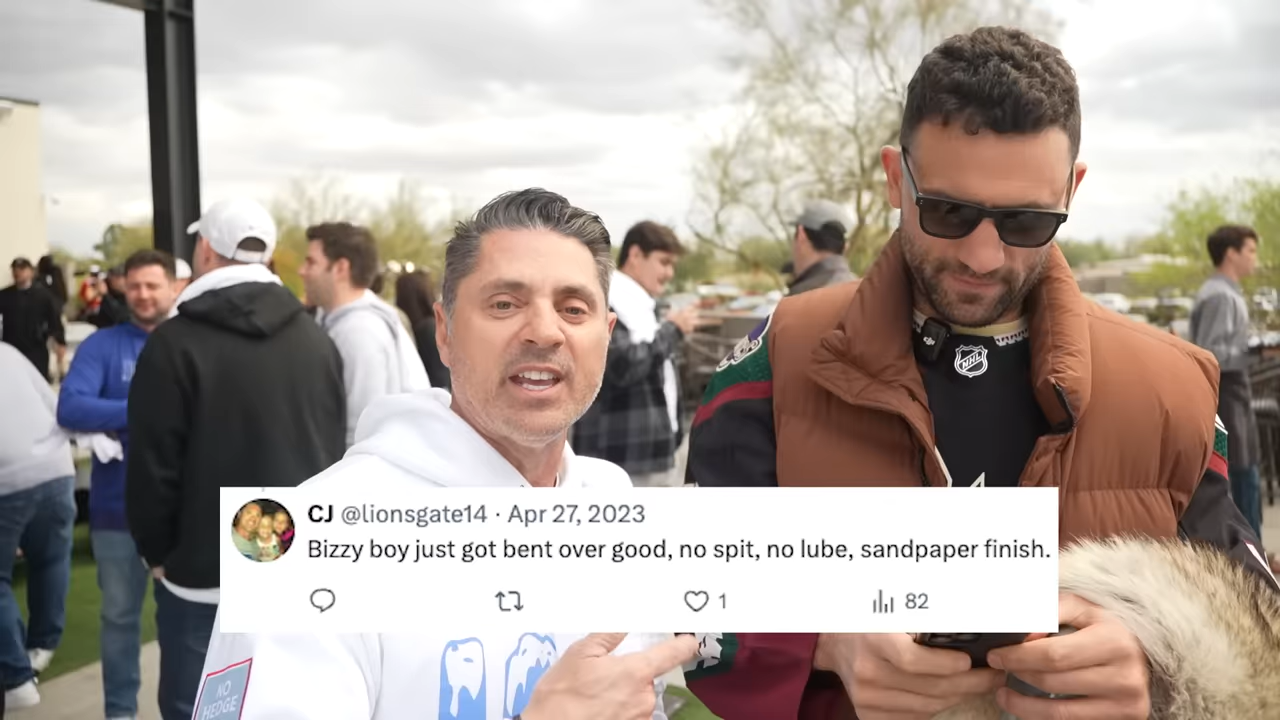 CJ @lionsgate14 · Apr 27, 2023
Bizzy boy just got bent over good, no spit, no lube, sandpaper finish.
1
82
dji
NHL
NO
HEDGE